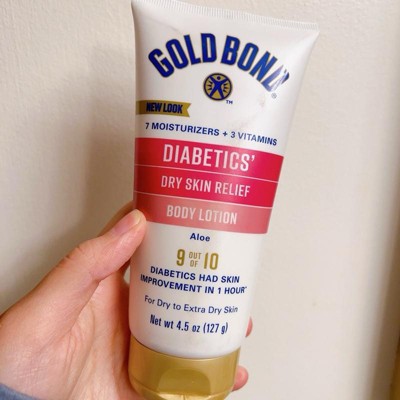 GOLD BOND®
TM
NEW LOOK
7 MOISTURIZERS + 3 VITAMINS
DIABETICS'
DRY SKIN RELIEF
BODY LOTION
Aloe
9 OUT OF 10
DIABETICS HAD SKIN
IMPROVEMENT IN 1 HOUR*
For Dry to Extra Dry Skin
Net wt 4.5 oz (127 g)